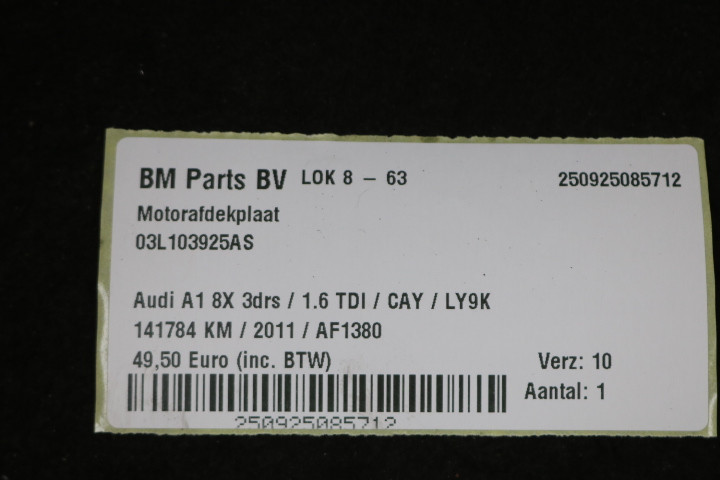 BM Parts BV LOK 8 - 63 250925085712
Motorafdekplaat
03L103925AS
Audi A1 8X 3drs / 1.6 TDI / CAY / LY9K
141784 KM / 2011 / AF1380
49,50 Euro (inc. BTW) Verz: 10
Aantal: 1
250925085712